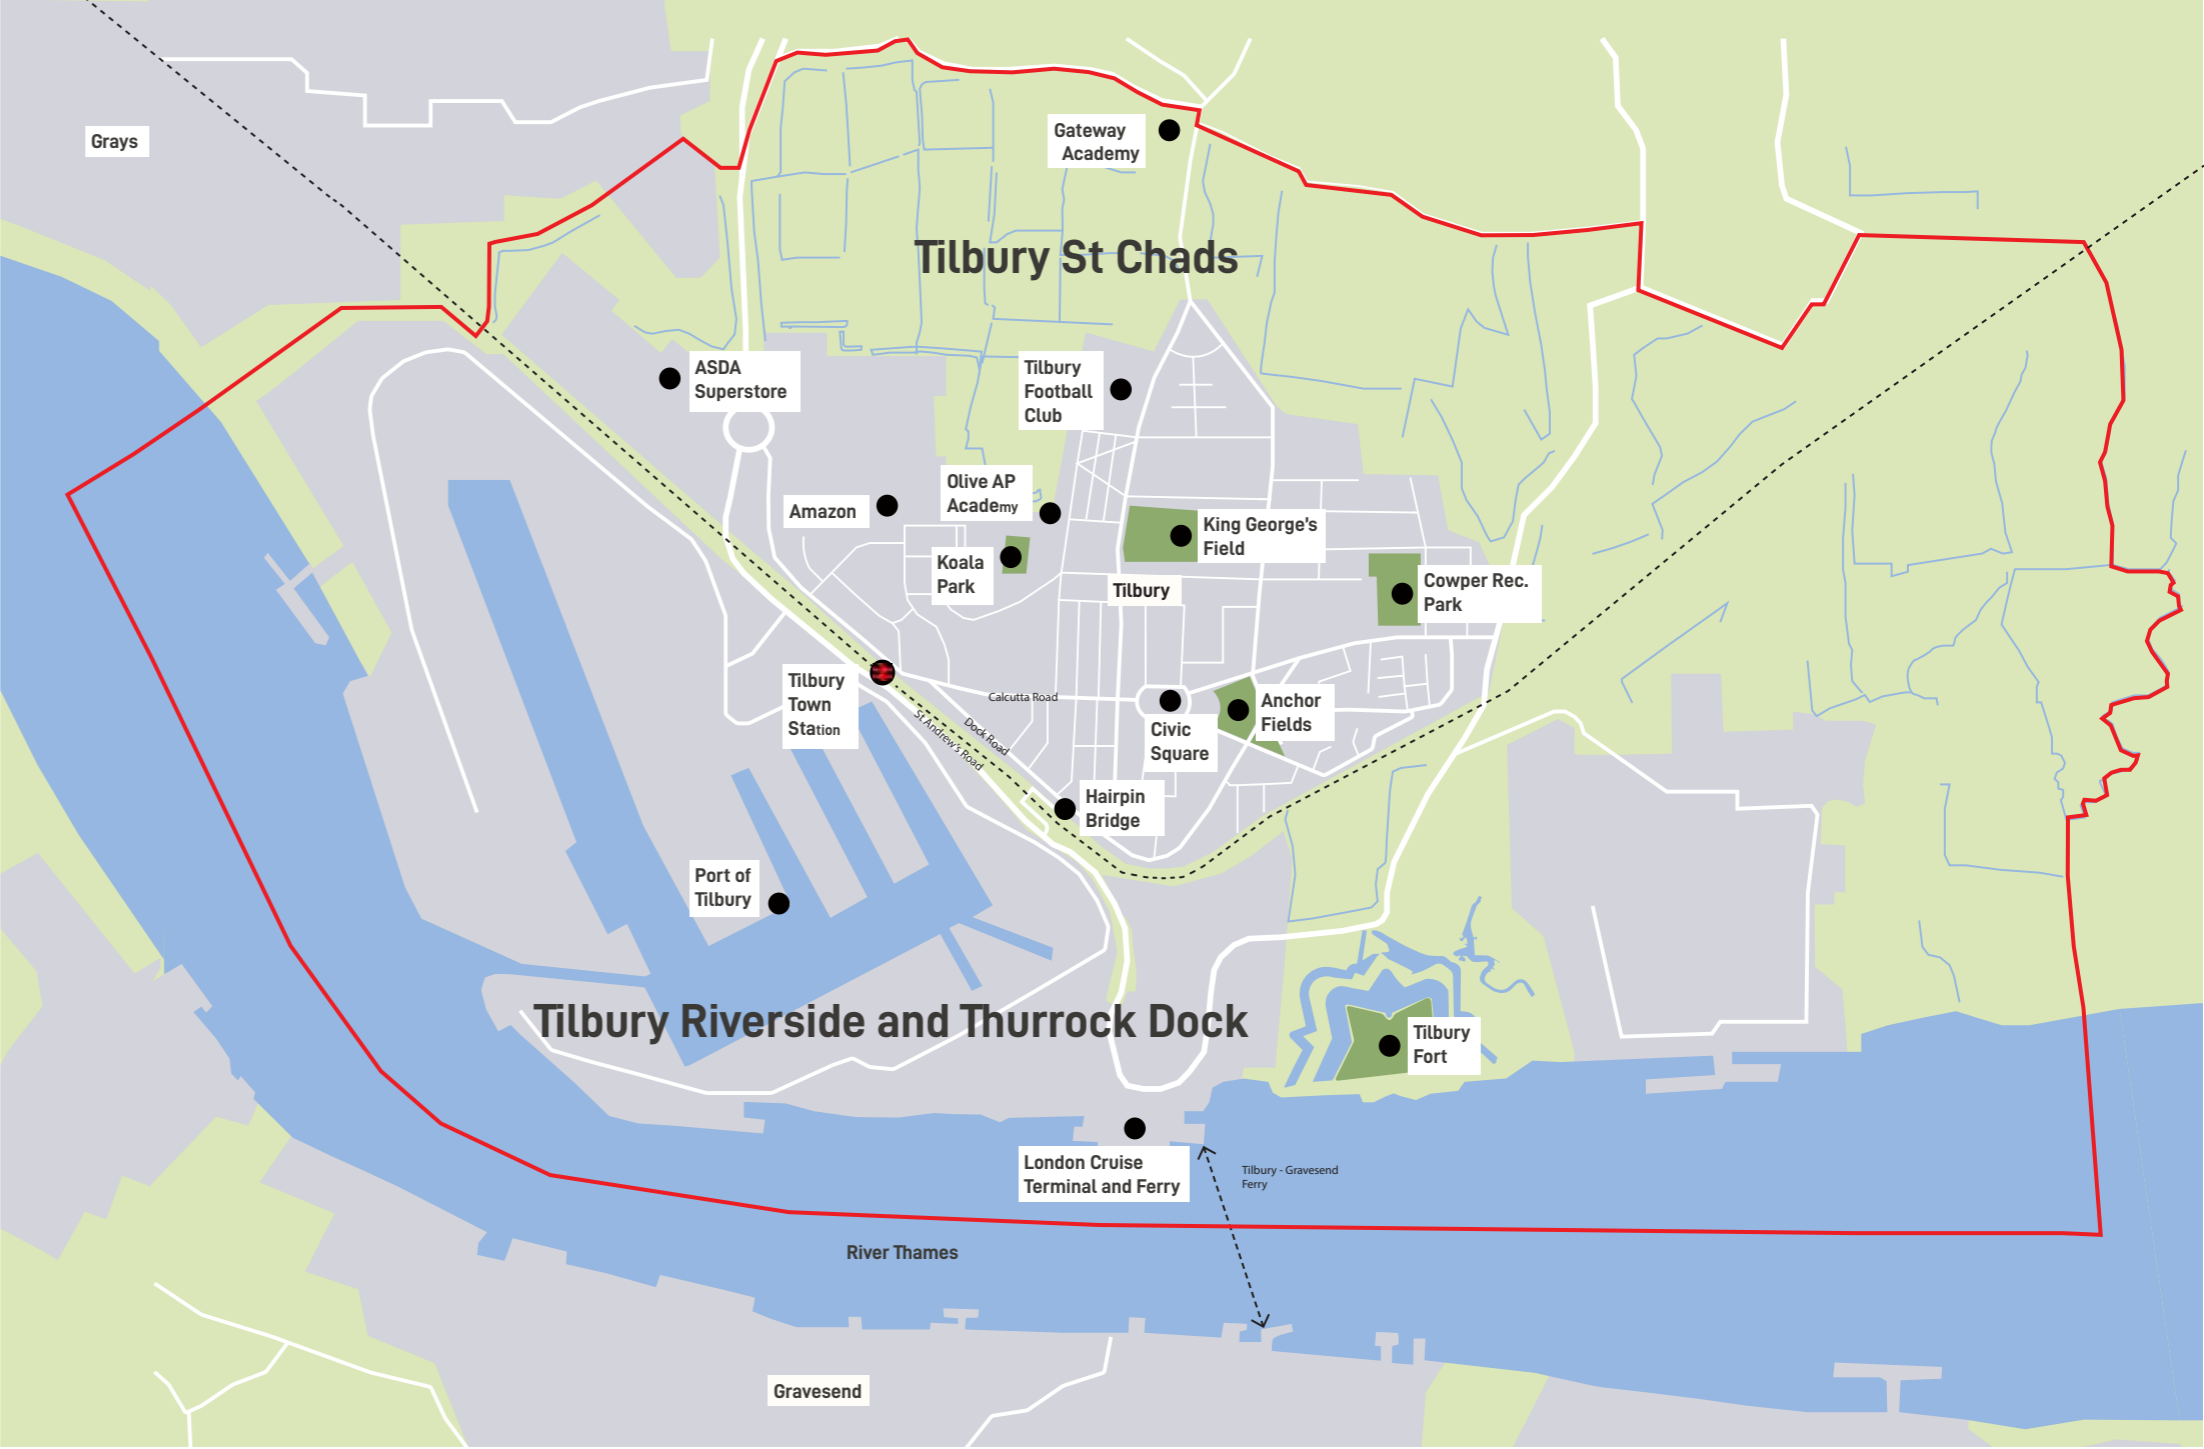 Grays
Gateway
Academy
Tilbury St Chads
ASDA
Superstore
Tilbury
Football
Club
Olive AP
Academy
Amazon
King George's
Field
Koala
Park
Tilbury
Cowper Rec.
Park
Tilbury
Town
Station
Calcutta Road
Anchor
Fields
Dock Road
St Andrew's Road
Civic
Square
Hairpin
Bridge
Port of
Tilbury
Tilbury Riverside and Thurrock Dock
Tilbury
Fort
London Cruise
Terminal and Ferry
Tilbury - Gravesend
Ferry
River Thames
Gravesend